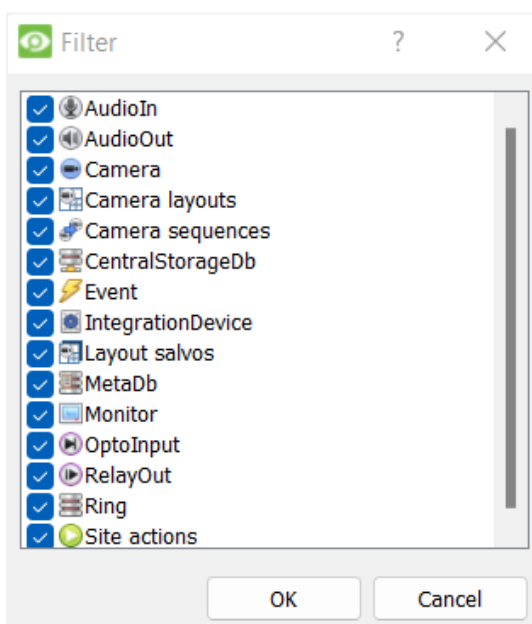 Filter
?
AudioIn
AudioOut
Camera
Camera layouts
Camera sequences
CentralStorageDb
Event
IntegrationDevice
Layout salvos
MetaDb
Monitor
OptoInput
RelayOut
Ring
Site actions
OK Cancel